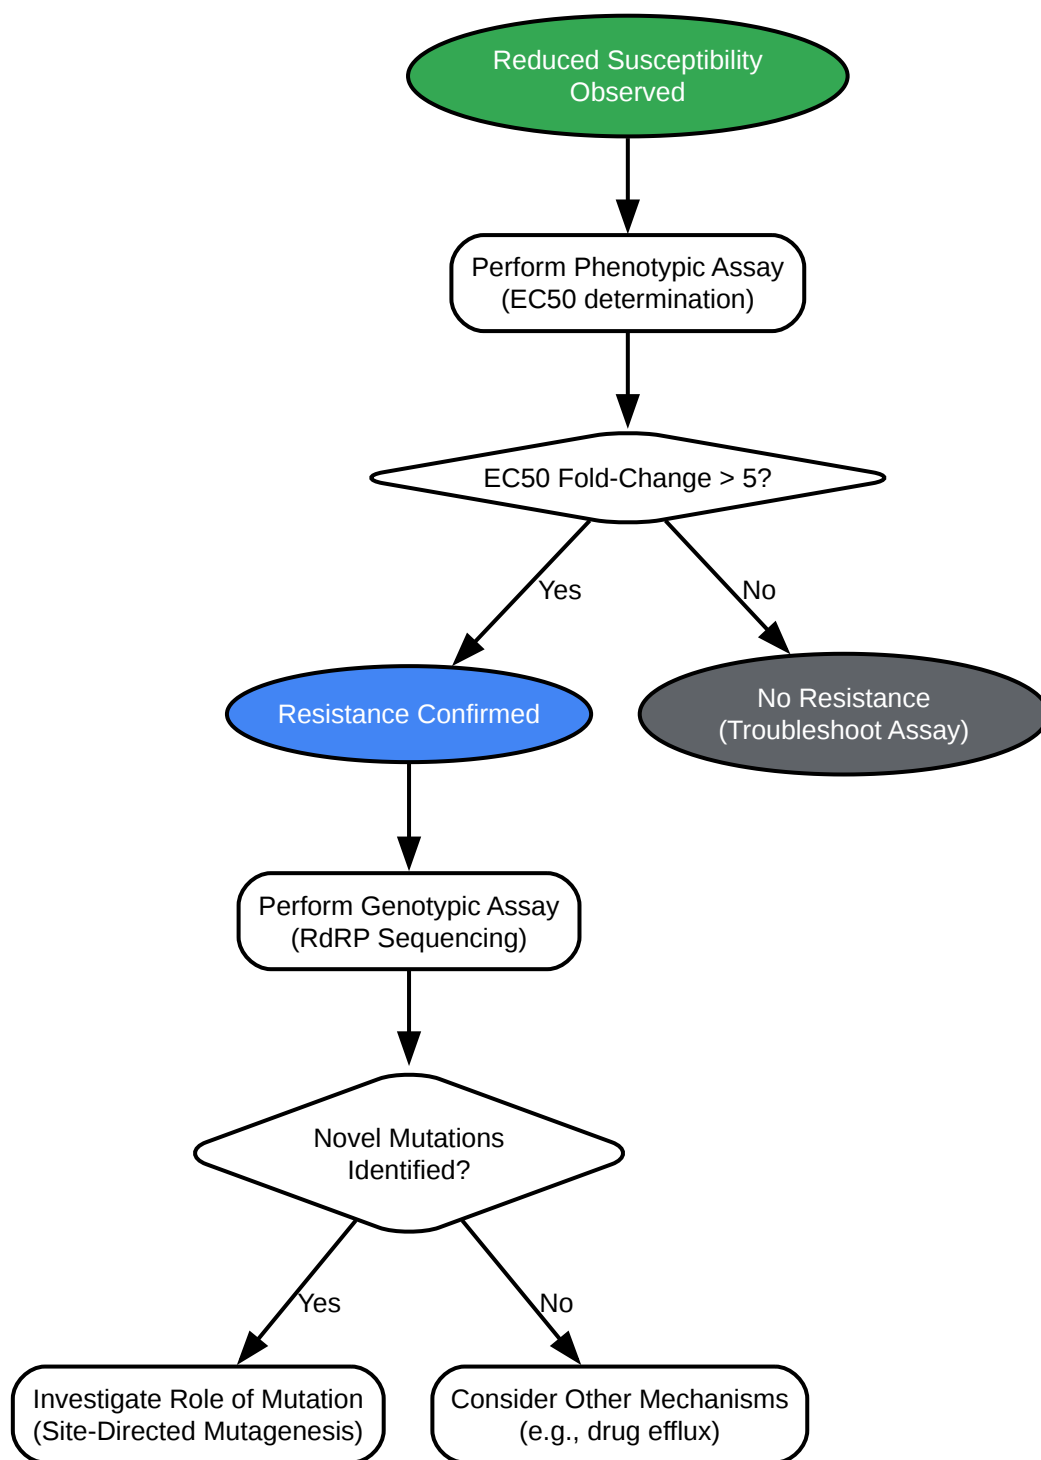 Reduced Susceptibility
Observed
Perform Phenotypic Assay
(EC50 determination)
EC50 Fold-Change > 5?
Yes
No
Resistance Confirmed
No Resistance
(Troubleshoot Assay)
Perform Genotypic Assay
(RdRP Sequencing)
Novel Mutations
Identified?
Yes
No
Investigate Role of Mutation
(Site-Directed Mutagenesis)
Consider Other Mechanisms
(e.g., drug efflux)